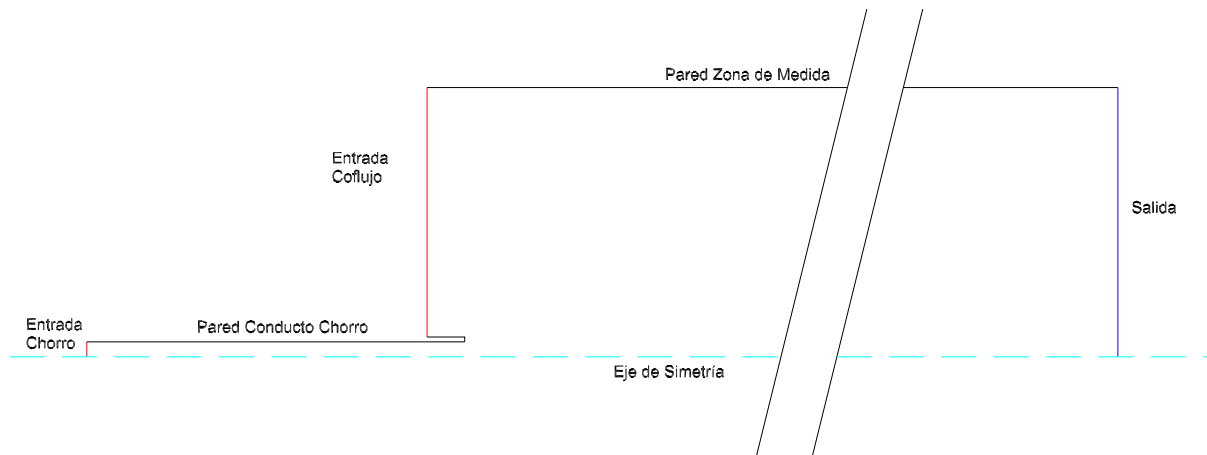 Pared Zona de Medida
Entrada
Coflujo
Salida
Entrada
Chorro
Pared Conducto Chorro
Eje de Simetría